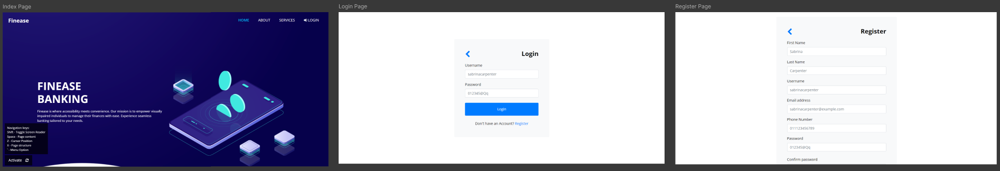 Index Page
Finease
HOME ABOUT SERVICES LOGIN
FINEASE
BANKING
Finease is where accessibility meets convenience. Our mission is to empower visually
impaired individuals to manage their finances with ease. Experience seamless
banking tailored to your needs.
Navigation keys:
Shift - Toggle Screen Reader
Space - Page content
Z - Cursor Position
X - Page structure
` - Menu Option
Activate
Login Page
Login
Username
sabrinacarpenter
Password
012345@Qq
Login
Don't have an Account? Register
Register Page
Register
First Name
Sabrina
Last Name
Carpenter
Username
sabrinacarpenter
Email address
sabrinacarpenter@example.com
Phone Number
011123456789
Password
012345@Qq
Confirm password